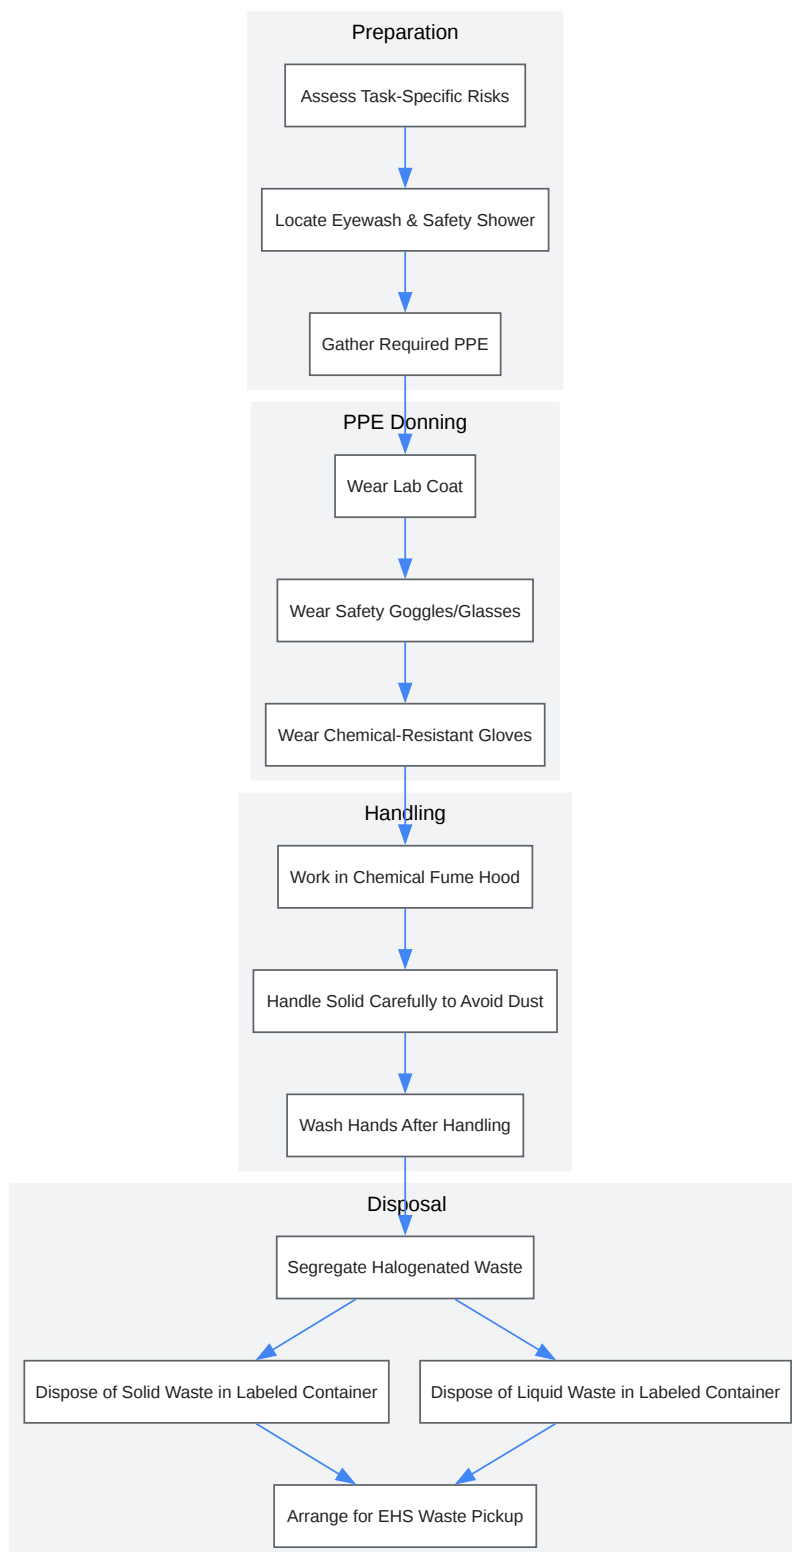 Preparation
Assess Task-Specific Risks
Locate Eyewash & Safety Shower
Gather Required PPE
PPE Donning
Wear Lab Coat
Wear Safety Goggles/Glasses
Wear Chemical-Resistant Gloves
Handling
Work in Chemical Fume Hood
Handle Solid Carefully to Avoid Dust
Wash Hands After Handling
Disposal
Segregate Halogenated Waste
Dispose of Solid Waste in Labeled Container
Dispose of Liquid Waste in Labeled Container
Arrange for EHS Waste Pickup